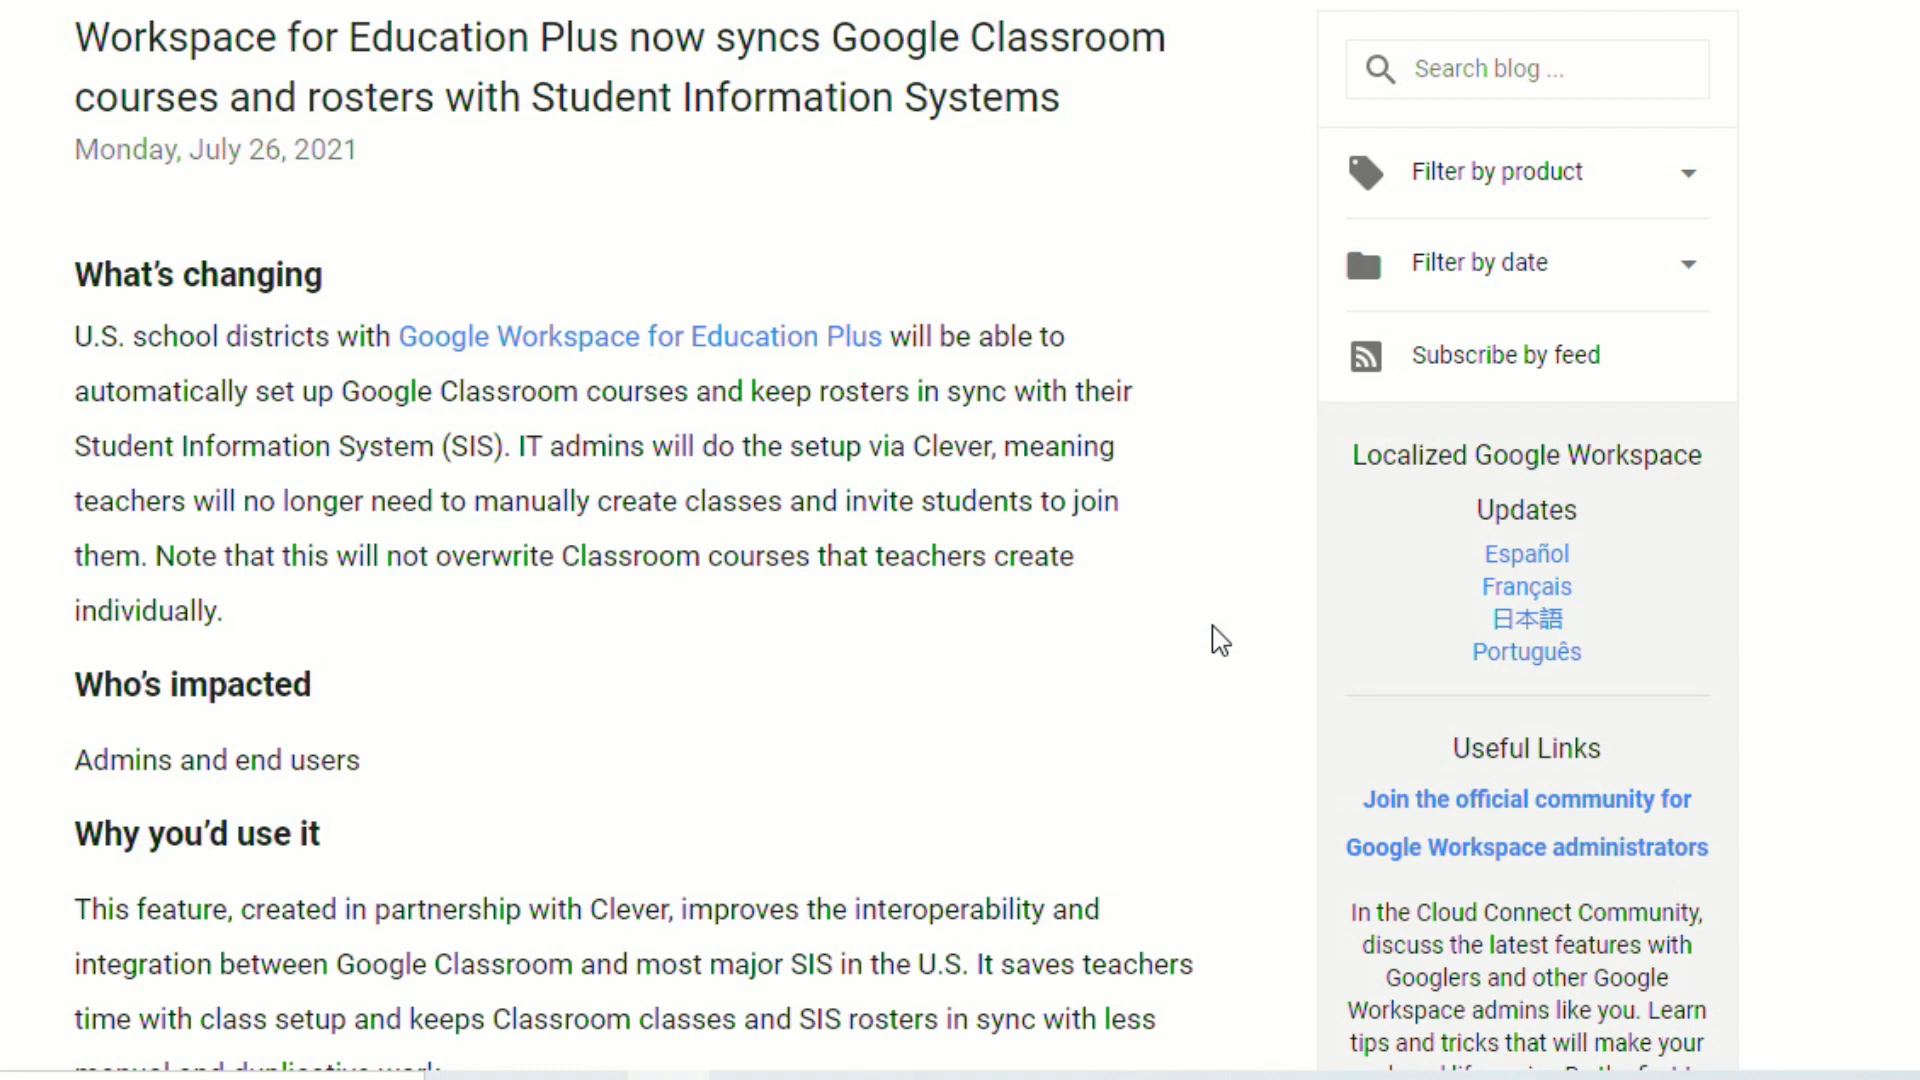 Workspace for Education Plus now syncs Google Classroom
courses and rosters with Student Information Systems
Monday, July 26, 2021
What's changing
U.S. school districts with Google Workspace for Education Plus will be able to
automatically set up Google Classroom courses and keep rosters in sync with their
Student Information System (SIS). IT admins will do the setup via Clever, meaning
teachers will no longer need to manually create classes and invite students to join
them. Note that this will not overwrite Classroom courses that teachers create
individually.
Who's impacted
Admins and end users
Why you'd use it
This feature, created in partnership with Clever, improves the interoperability and
integration between Google Classroom and most major SIS in the U.S. It saves teachers
time with class setup and keeps Classroom classes and SIS rosters in sync with less
manual and duplicative work.
Search blog ...
Filter by product
Filter by date
Subscribe by feed
Localized Google Workspace
Updates
Español
Français
日本語
Português
Useful Links
Join the official community for
Google Workspace administrators
In the Cloud Connect Community,
discuss the latest features with
Googlers and other Google
Workspace admins like you. Learn
tips and tricks that will make your